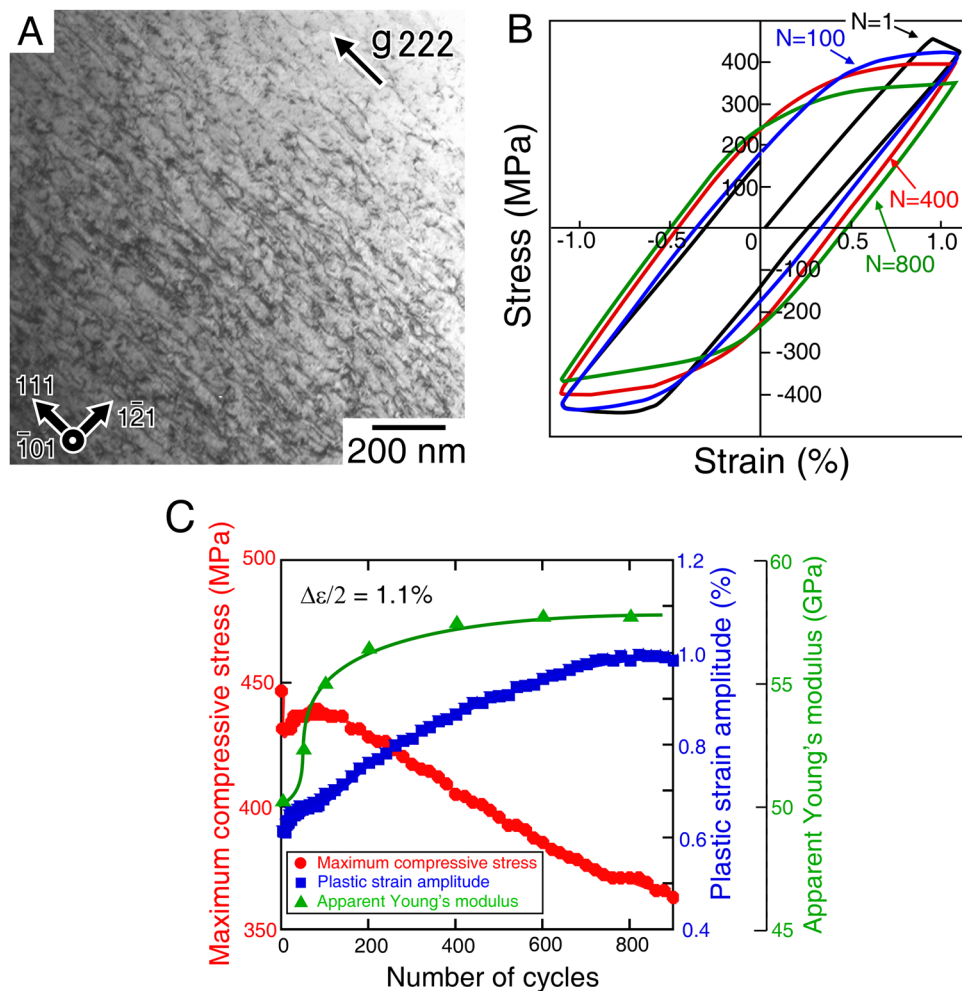 A
g 222
111
1̄2̄1
1̄01
200 nm
B
N=1
N=100
400
300
200
100
-1.0
-0.5
0
0.5
1.0
-100
-200
-300
-400
N=400
N=800
Stress (MPa)
Strain (%)
C
Δε/2 = 1.1%
Maximum compressive stress (MPa)
500
450
400
350
Plastic strain amplitude (%)
1.2
1.0
0.8
0.6
0.4
Apparent Young's modulus (GPa)
60
55
50
45
Maximum compressive stress
Plastic strain amplitude
Apparent Young's modulus
0
200
400
600
800
Number of cycles